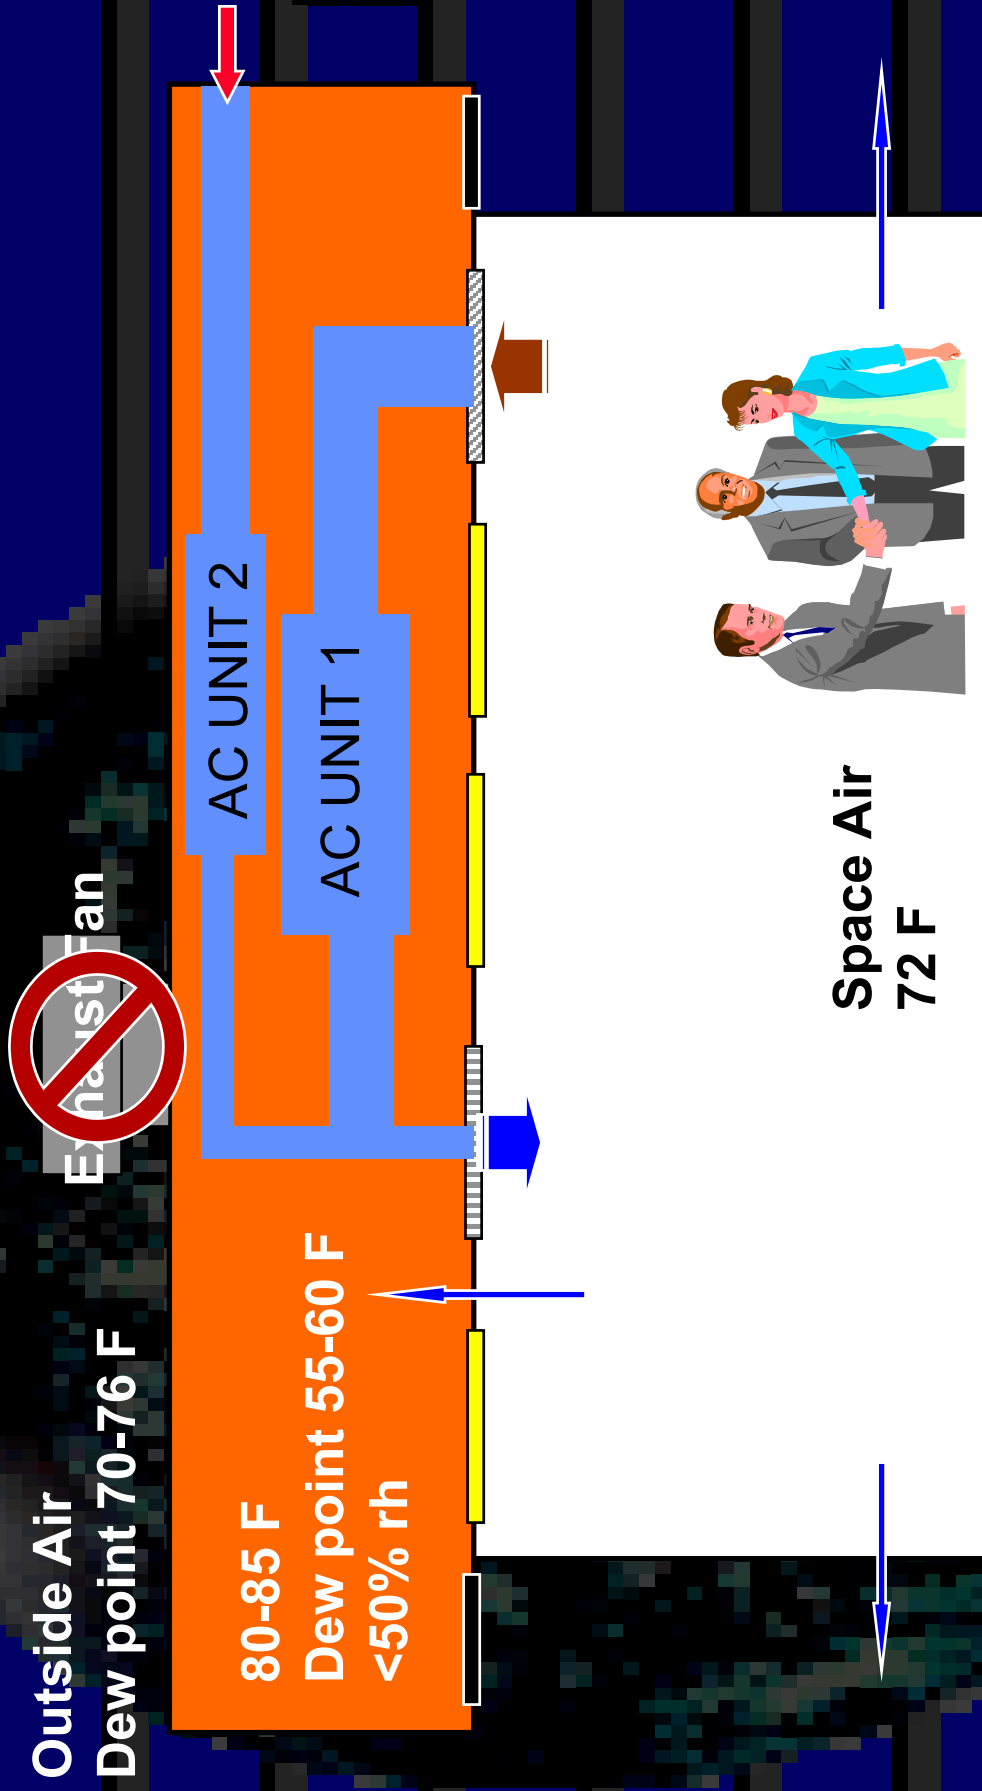 Outside Air
Dew point 70-76 F
Exhaust Fan
AC UNIT 2
AC UNIT 1
80-85 F
Dew point 55-60 F
<50% rh
Space Air
72 F